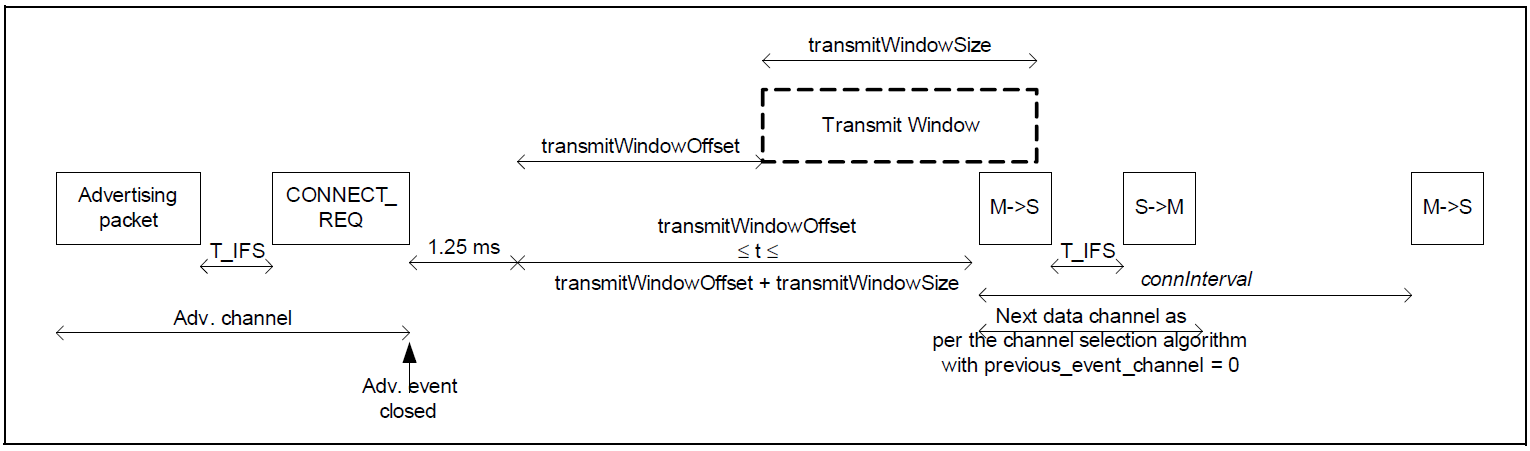 transmitWindowSize
Transmit Window
transmitWindowOffset
Advertising
packet
CONNECT_
REQ
M->S
S->M
M->S
T_IFS
1.25 ms
transmitWindowOffset
≤ t ≤
transmitWindowOffset + transmitWindowSize
T_IFS
connInterval
Adv. channel
Next data channel as
per the channel selection algorithm
with previous_event_channel = 0
Adv. event
closed